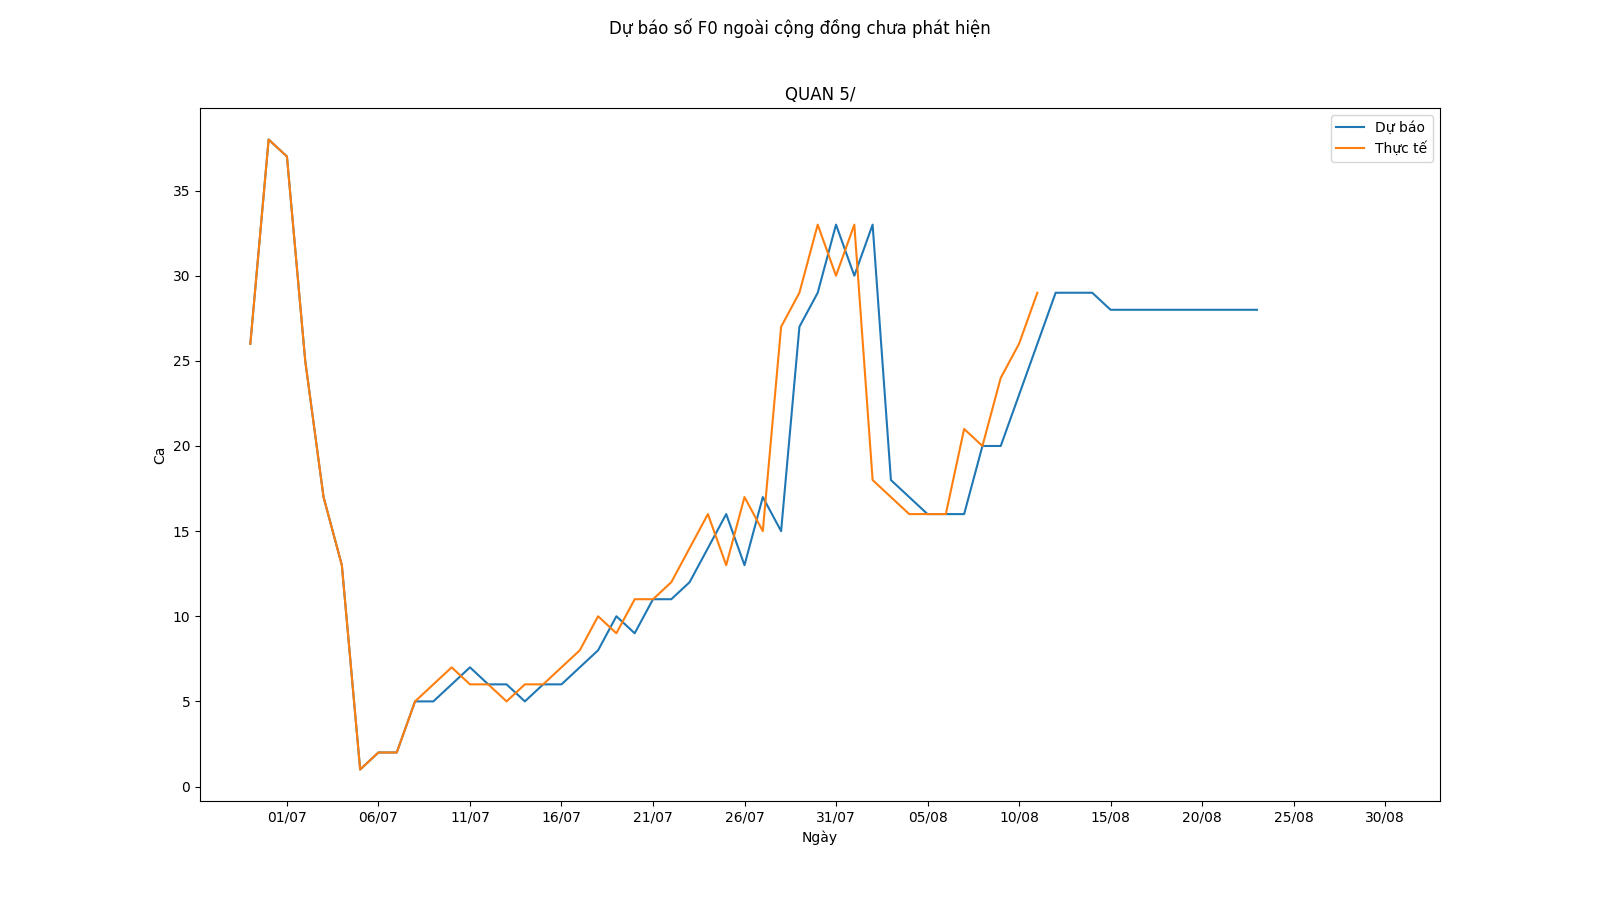 Dự báo số F0 ngoài cộng đồng chưa phát hiện
QUAN 5/
Dự báo
Thực tế
35
30
25
20
15
10
5
0
Ca
01/07 06/07 11/07 16/07 21/07 26/07 31/07 05/08 10/08 15/08 20/08 25/08 30/08
Ngày